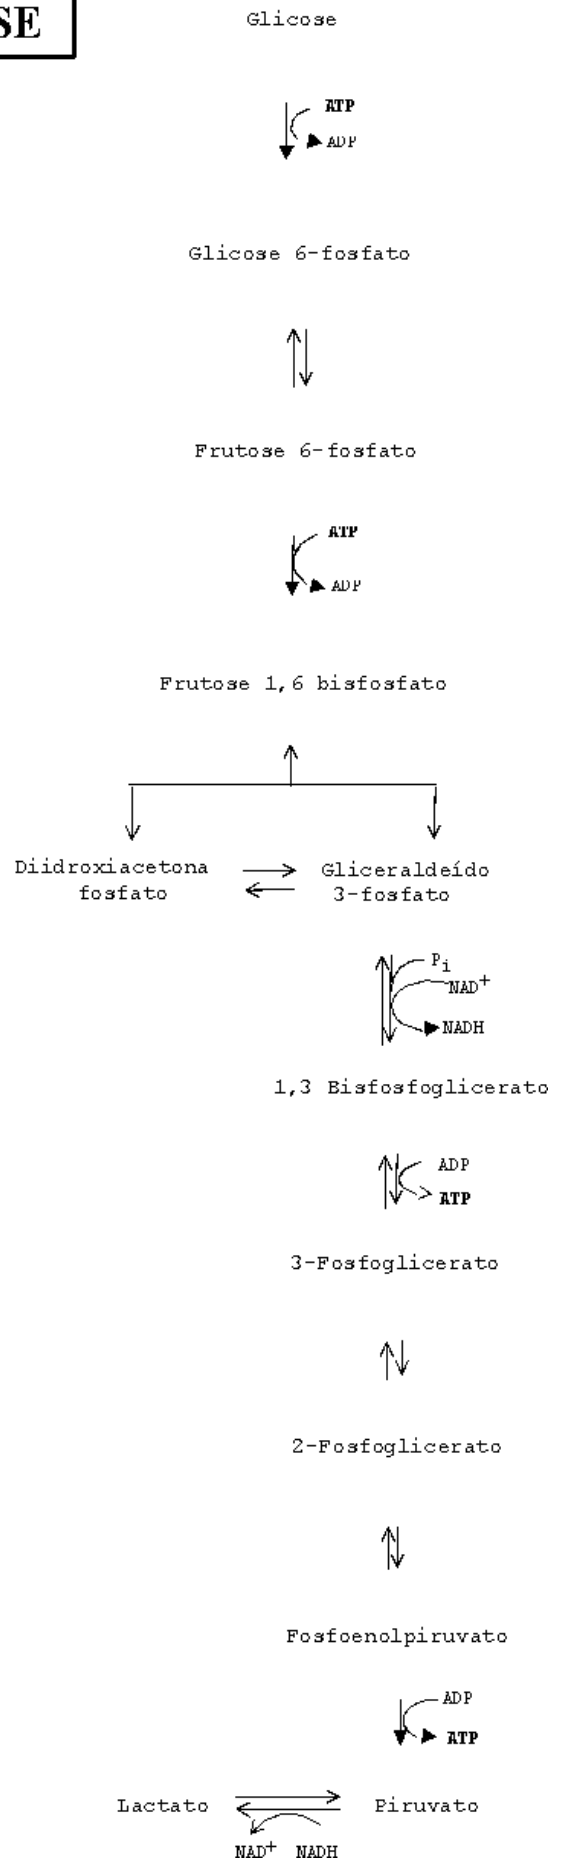 SE
Glicose
ATP
ADP
Glicose 6-fosfato
Frutose 6-fosfato
ATP
ADP
Frutose 1,6 bisfosfato
Diidroxiacetona
fosfato
Gliceraldeído
3-fosfato
Pi
NAD+
NADH
1,3 Bisfosfoglicerato
ADP
ATP
3-Fosfoglicerato
2-Fosfoglicerato
Fosfoenolpiruvato
ADP
ATP
Lactato
Piruvato
NAD+ NADH